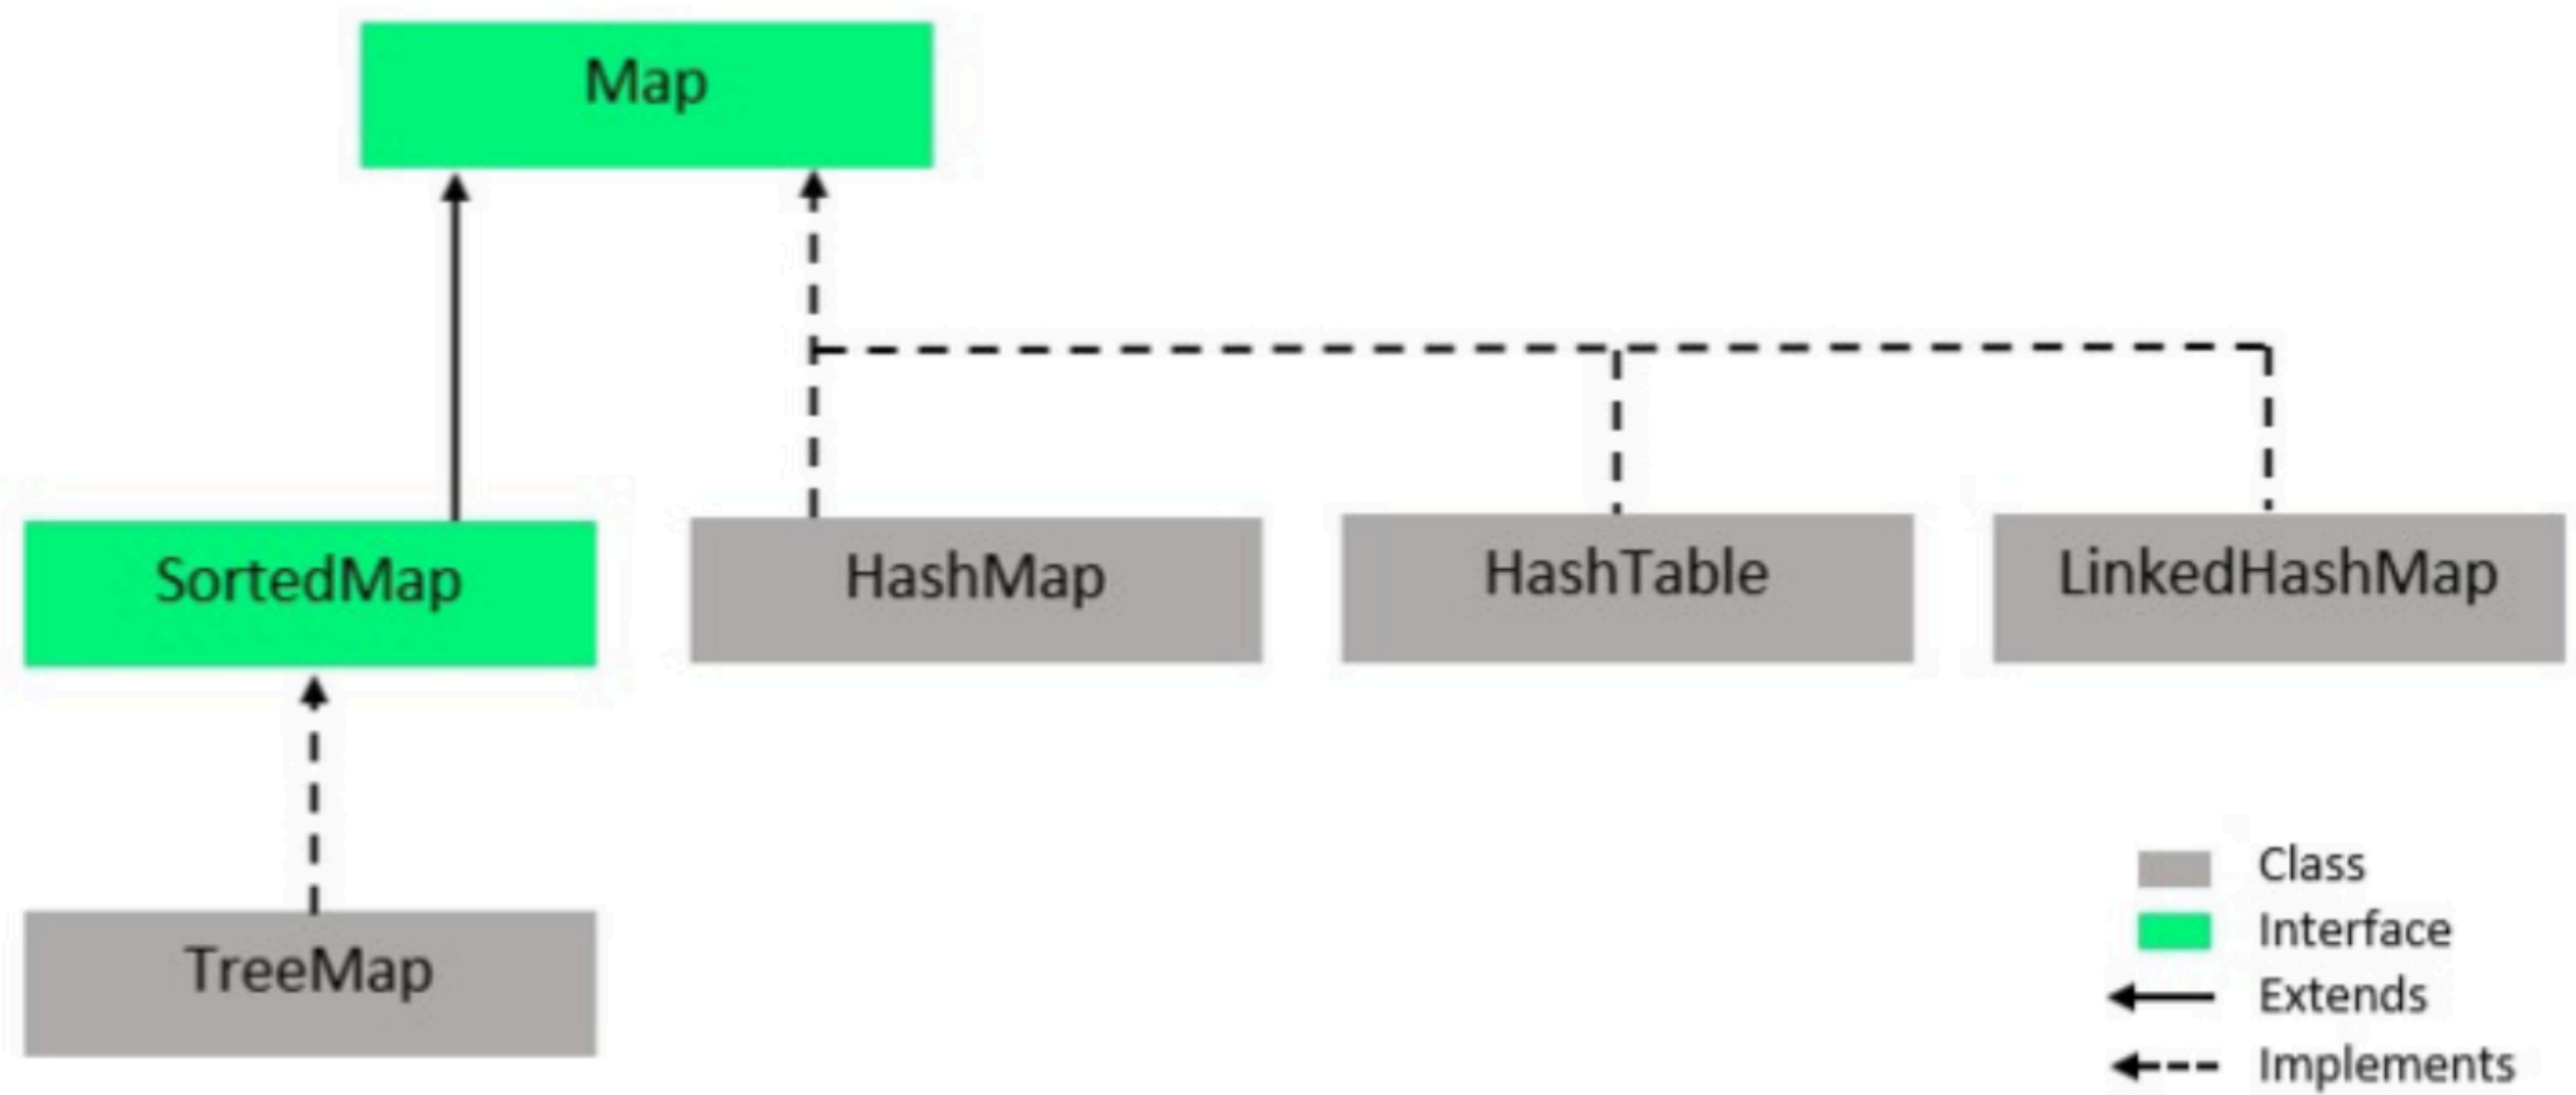 Map
SortedMap
HashMap
HashTable
LinkedHashMap
TreeMap
Class
Interface
Extends
Implements